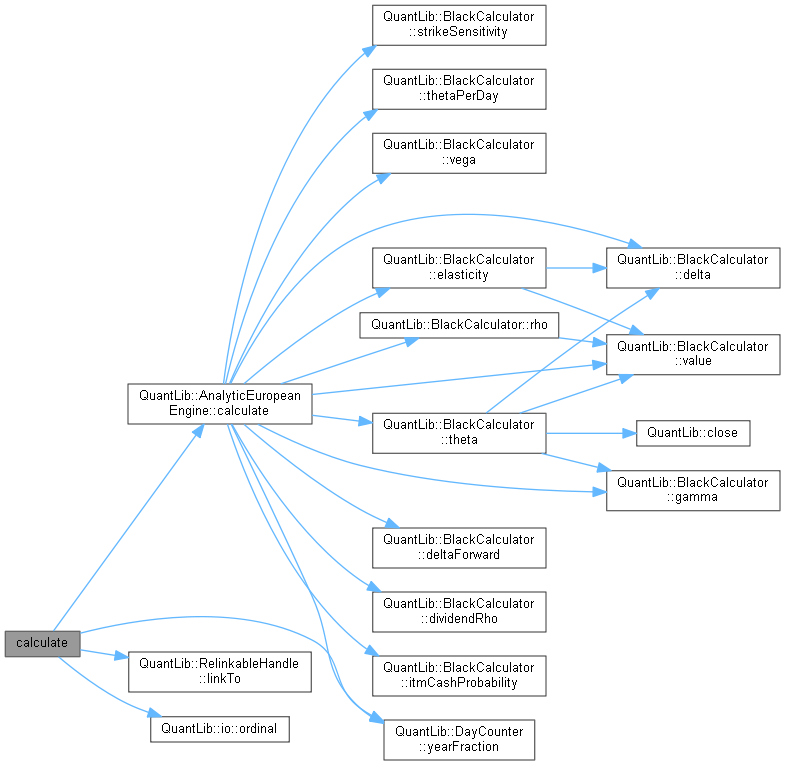 QuantLib::BlackCalculator
::strikeSensitivity
QuantLib::BlackCalculator
::thetaPerDay
QuantLib::BlackCalculator
::vega
QuantLib::BlackCalculator
::elasticity
QuantLib::BlackCalculator
::delta
QuantLib::BlackCalculator::rho
QuantLib::BlackCalculator
::value
QuantLib::AnalyticEuropean
Engine::calculate
QuantLib::BlackCalculator
::theta
QuantLib::close
QuantLib::BlackCalculator
::gamma
QuantLib::BlackCalculator
::deltaForward
QuantLib::BlackCalculator
::dividendRho
calculate
QuantLib::RelinkableHandle
::linkTo
QuantLib::BlackCalculator
::itmCashProbability
QuantLib::io::ordinal
QuantLib::DayCounter
::yearFraction